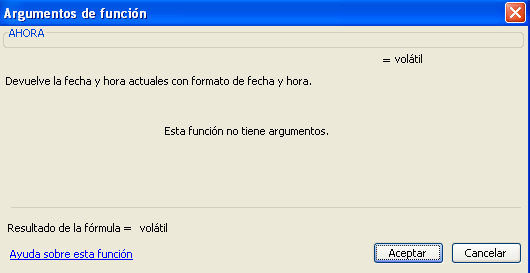 Argumentos de función
AHORA
= volátil
Devuelve la fecha y hora actuales con formato de fecha y hora.
Esta función no tiene argumentos.
Resultado de la fórmula = volátil
Ayuda sobre esta función
Aceptar
Cancelar